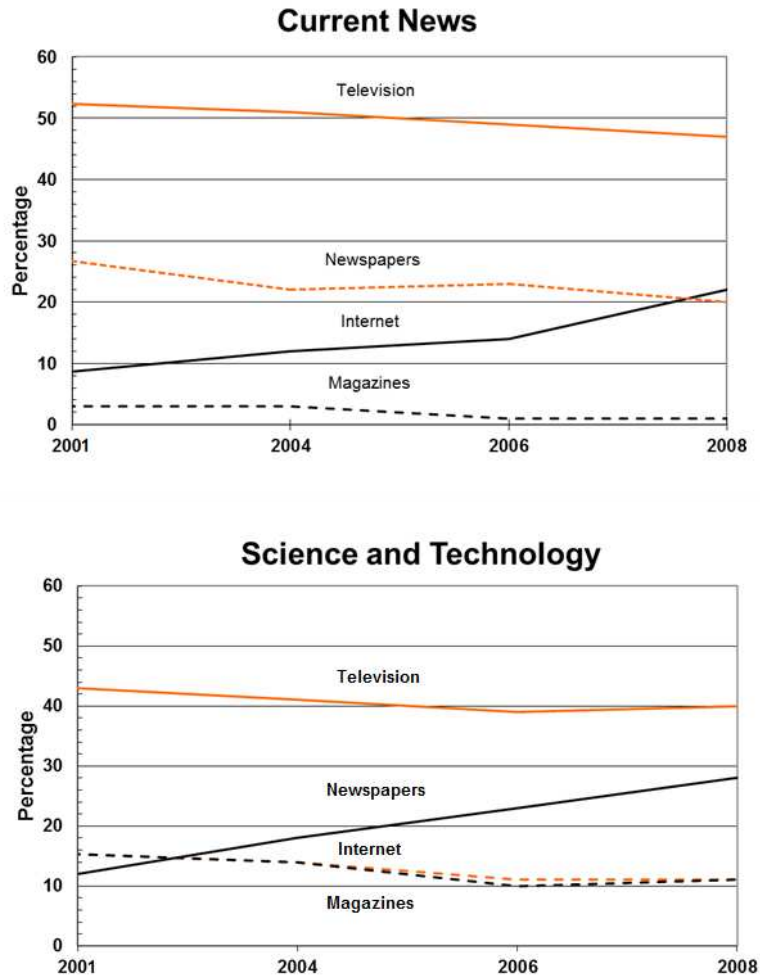 Current News
60
Television
50
40
Percentage
30
Newspapers
20
Internet
10
Magazines
0
2001 2004 2006 2008
Science and Technology
60
50
Television
40
Percentage
30
Newspapers
20
Internet
10
Magazines
0
2001 2004 2006 2008